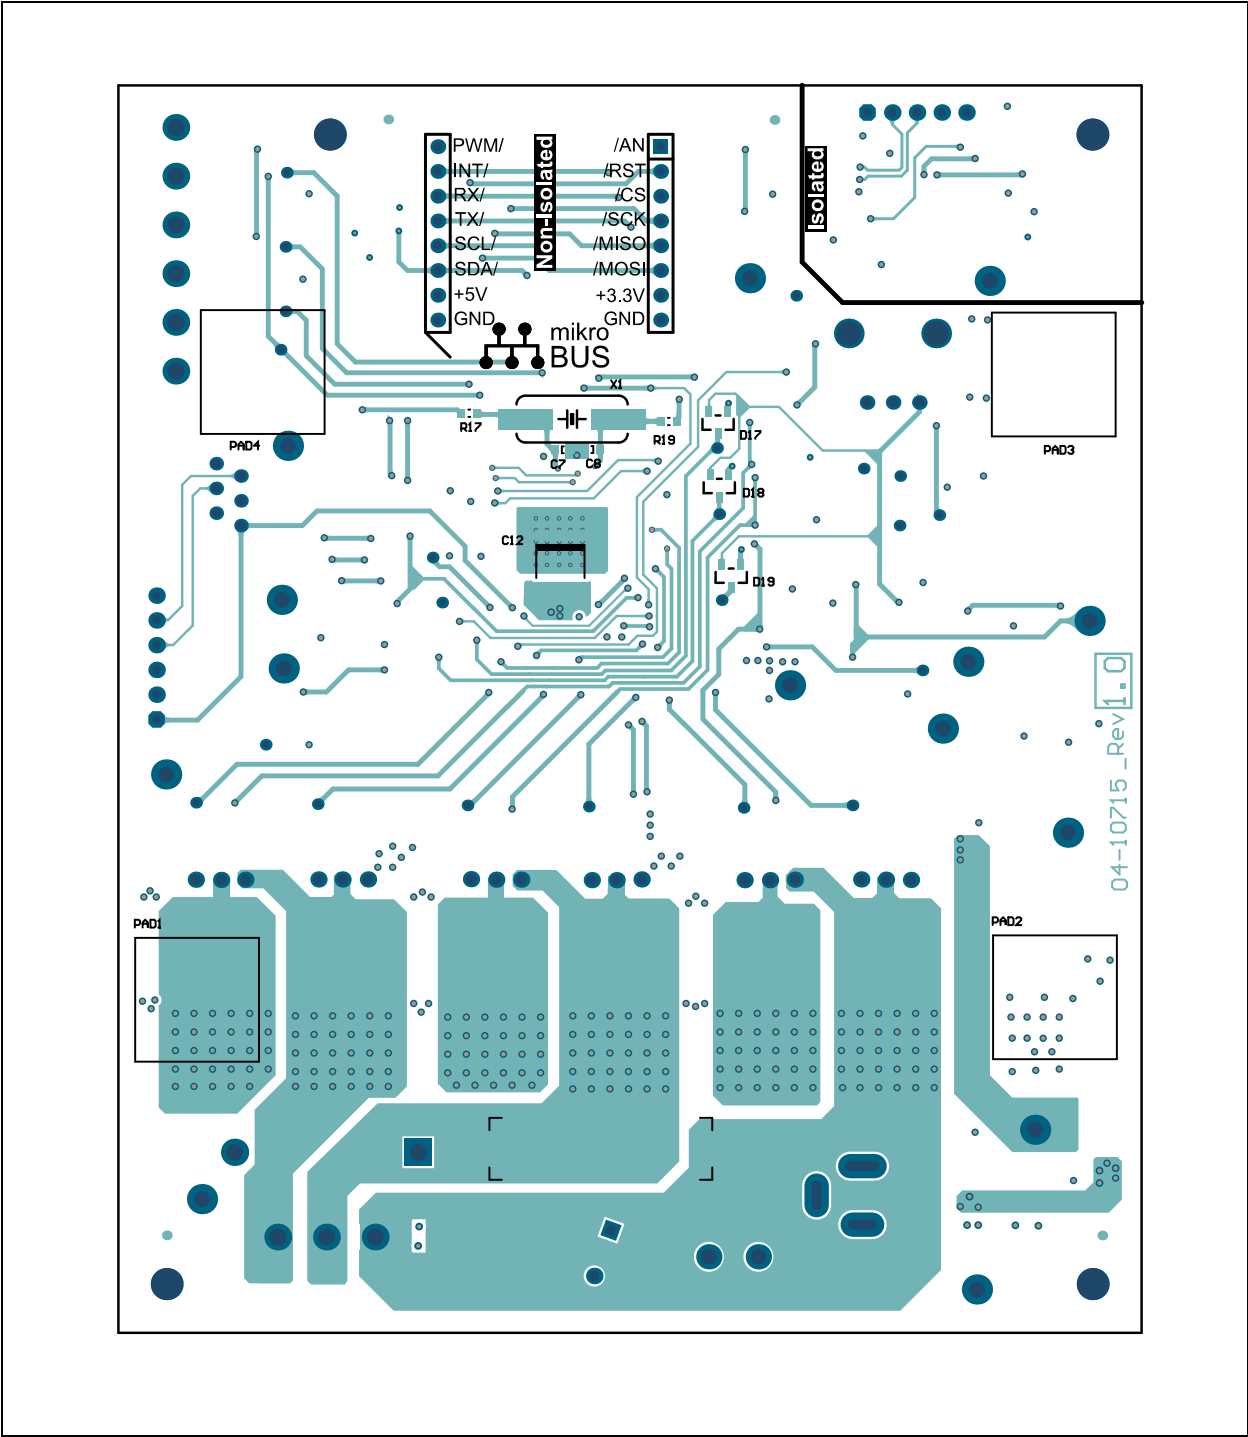 PWM/ /AN
INT/ /RST
RX/ /CS
TX/ /SCK
SCL/ /MISO
SDA/ /MOSI
+5V +3.3V
GND GND
Non-Isolated
Isolated
mikro
BUS
X1
R17
R19
D17
PAD4
PAD3
C7 C8
D18
C12
D19
04-10715_Rev 1.0
PAD1
PAD2